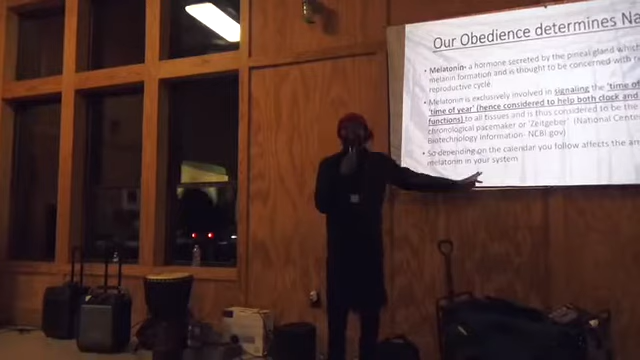 Our Obedience determines
• Melatonin- a hormone secreted by the pineal gland which
melanin formation and is thought to be concerned with
reproductive cycle.
• Melatonin is exclusively involved in signaling the 'time of
'time of year' (hence considered to help both clock and
functions) to all tissues and is thus considered to be the
chronological pacemaker or 'Zeitgeber' (National Center
Biotechnology Information- NCBI.gov)
• So depending on the calendar you follow affects the
melatonin in your system